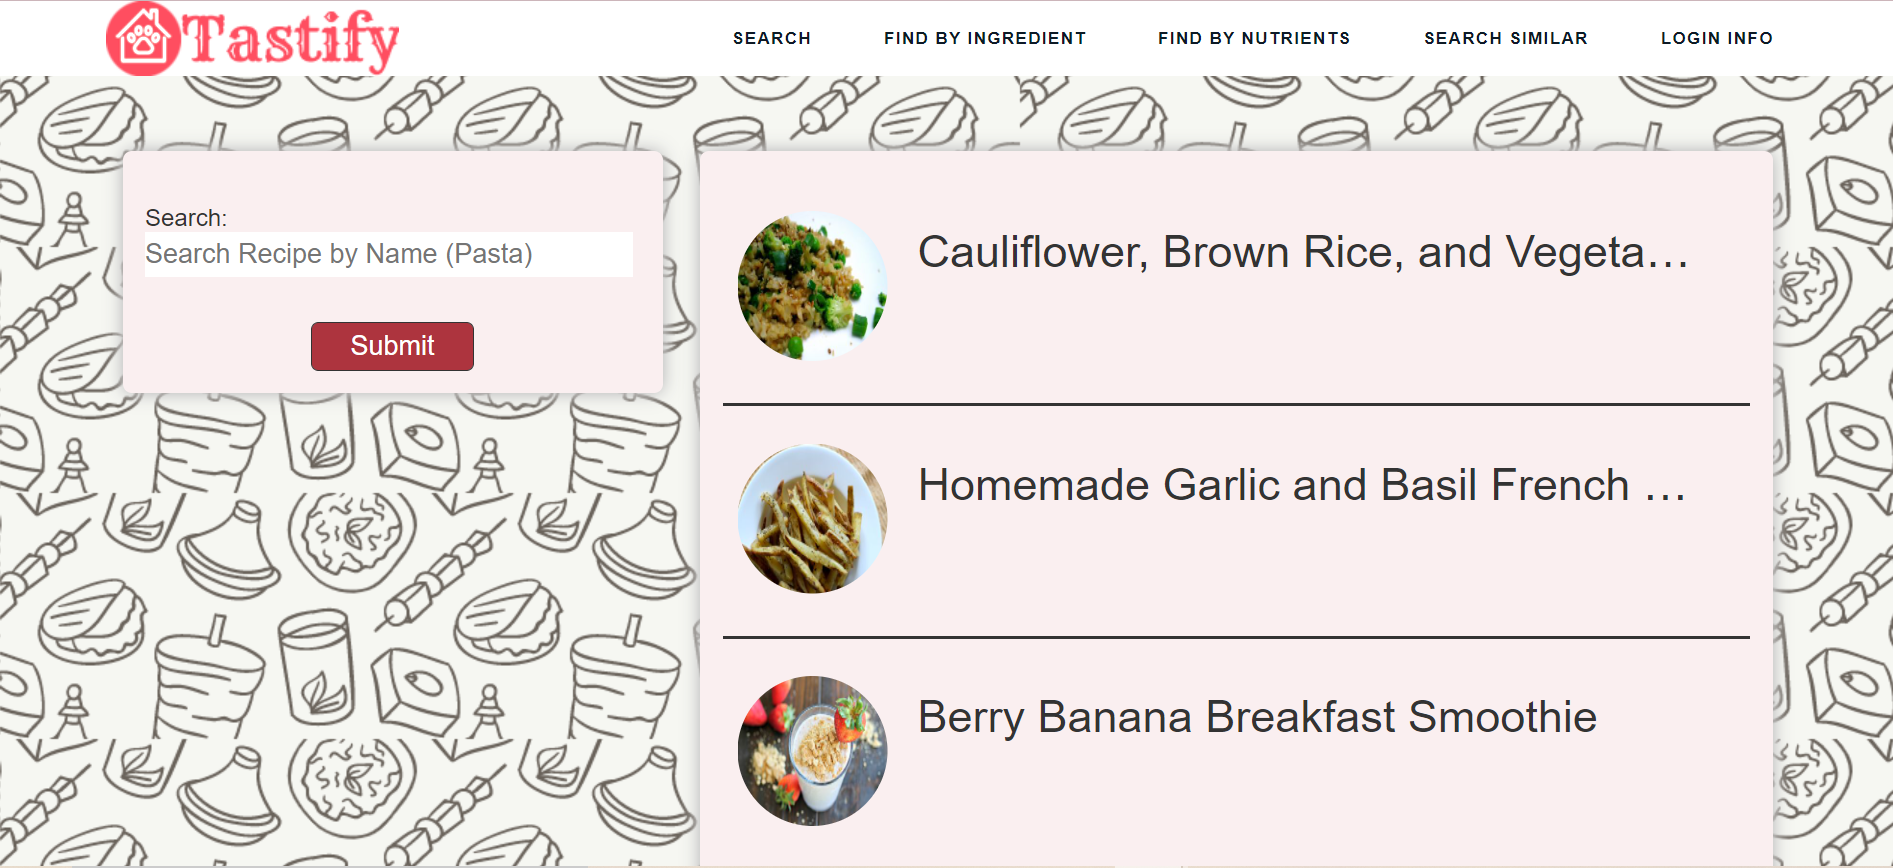 Tastify
SEARCH FIND BY INGREDIENT FIND BY NUTRIENTS SEARCH SIMILAR LOGIN INFO
Search:
Search Recipe by Name (Pasta)
Submit
Cauliflower, Brown Rice, and Vegeta...
Homemade Garlic and Basil French ...
Berry Banana Breakfast Smoothie